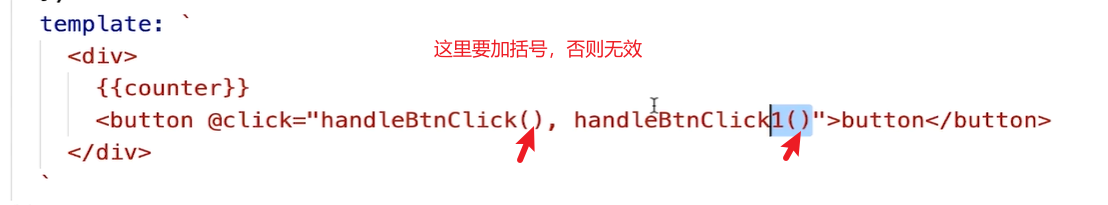 template: `
<div>
这里要加括号，否则无效
{{counter}}
<button @click="handleBtnClick(), handleBtnClick1()">button</button>
</div>
`